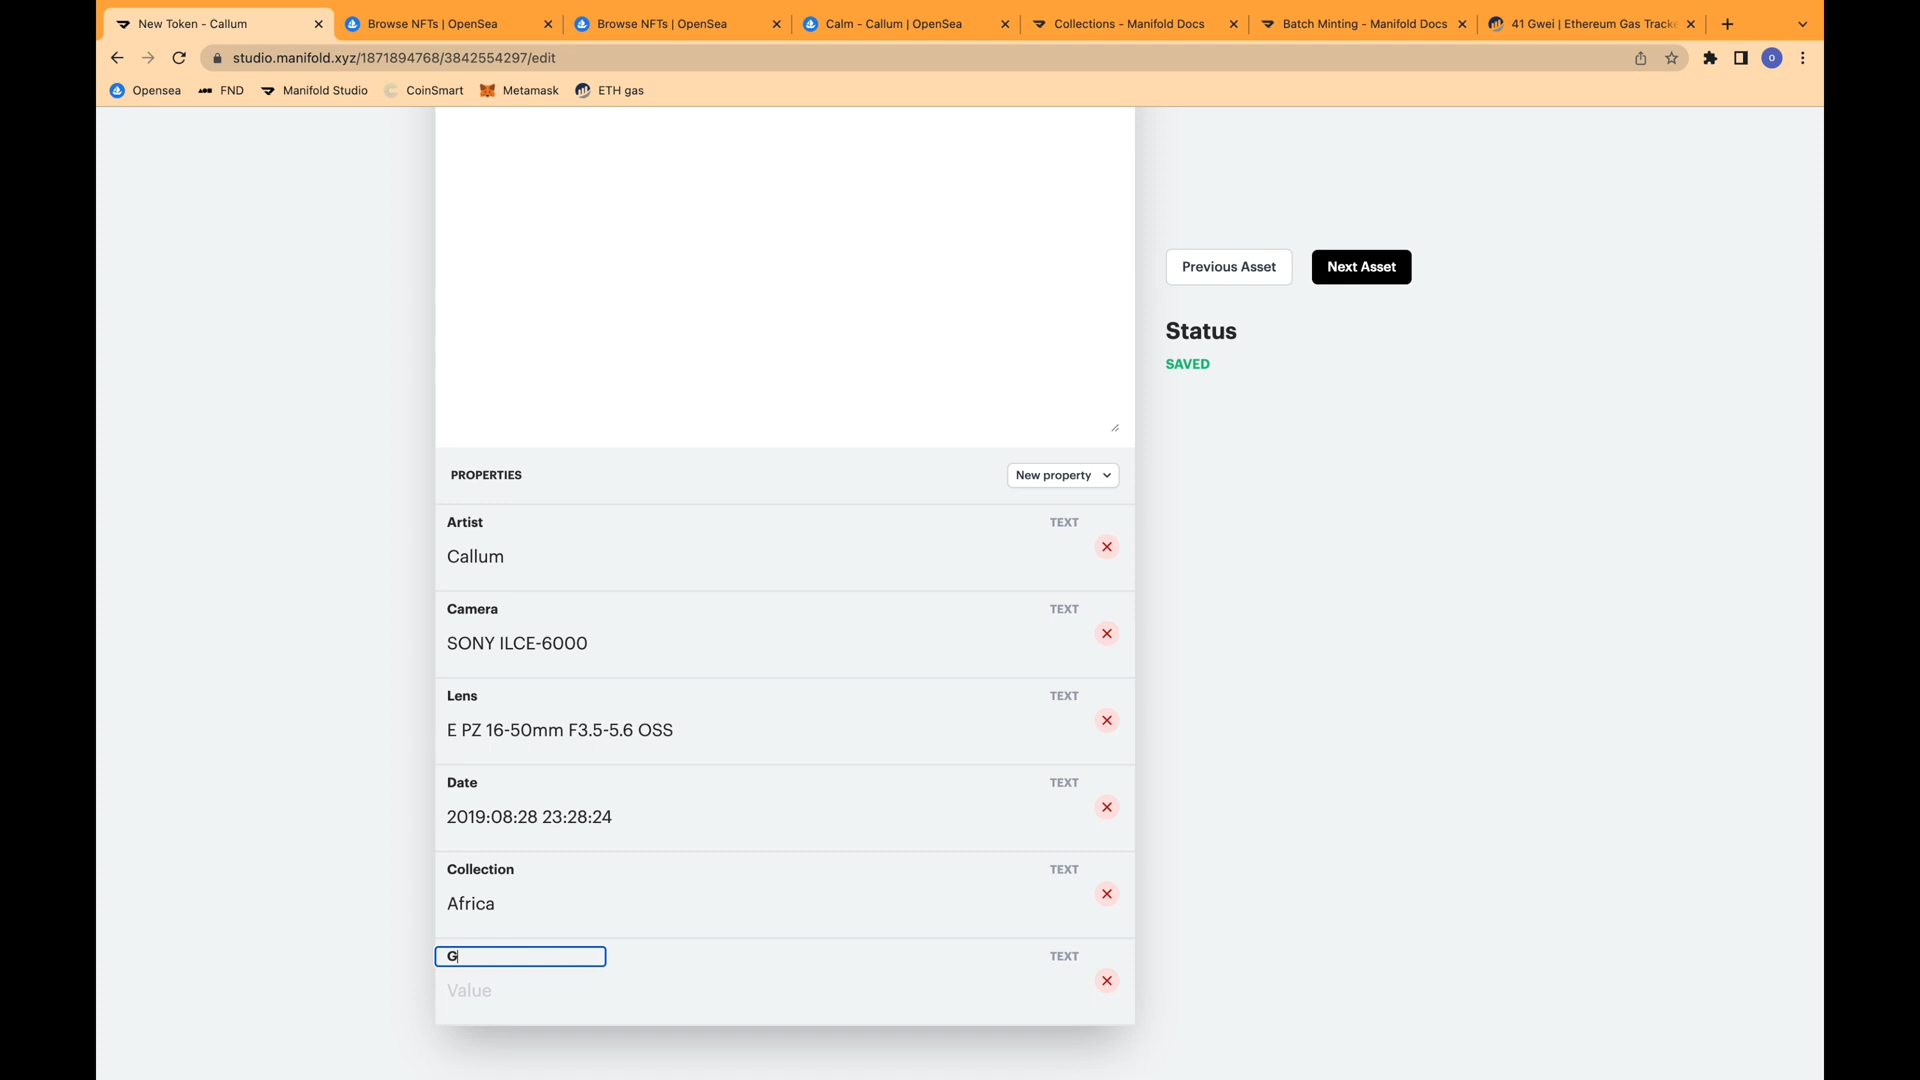 New Token - Callum
Browse NFTs | OpenSea
Browse NFTs | OpenSea
Calm - Callum | OpenSea
Collections - Manifold Docs
Batch Minting - Manifold Docs
41 Gwei | Ethereum Gas Tracke
studio.manifold.xyz/1871894768/3842554297/edit
O
Opensea
FND
Manifold Studio
CoinSmart
Metamask
ETH gas
Previous Asset
Next Asset
Status
SAVED
PROPERTIES
New property
Artist
TEXT
Callum
Camera
TEXT
SONY ILCE-6000
Lens
TEXT
E PZ 16-50mm F3.5-5.6 OSS
Date
TEXT
2019:08:28 23:28:24
Collection
TEXT
Africa
G
TEXT
Value